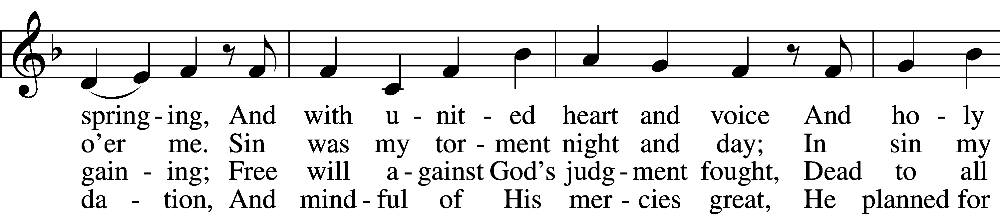 spring - ing, And with u - nit - ed heart and voice And ho - ly
o’er me. Sin was my tor - ment night and day; In sin my
gain - ing; Free will a - gainst God’s judg - ment fought, Dead to all
da - tion, And mind - ful of His mer - cies great, He planned for